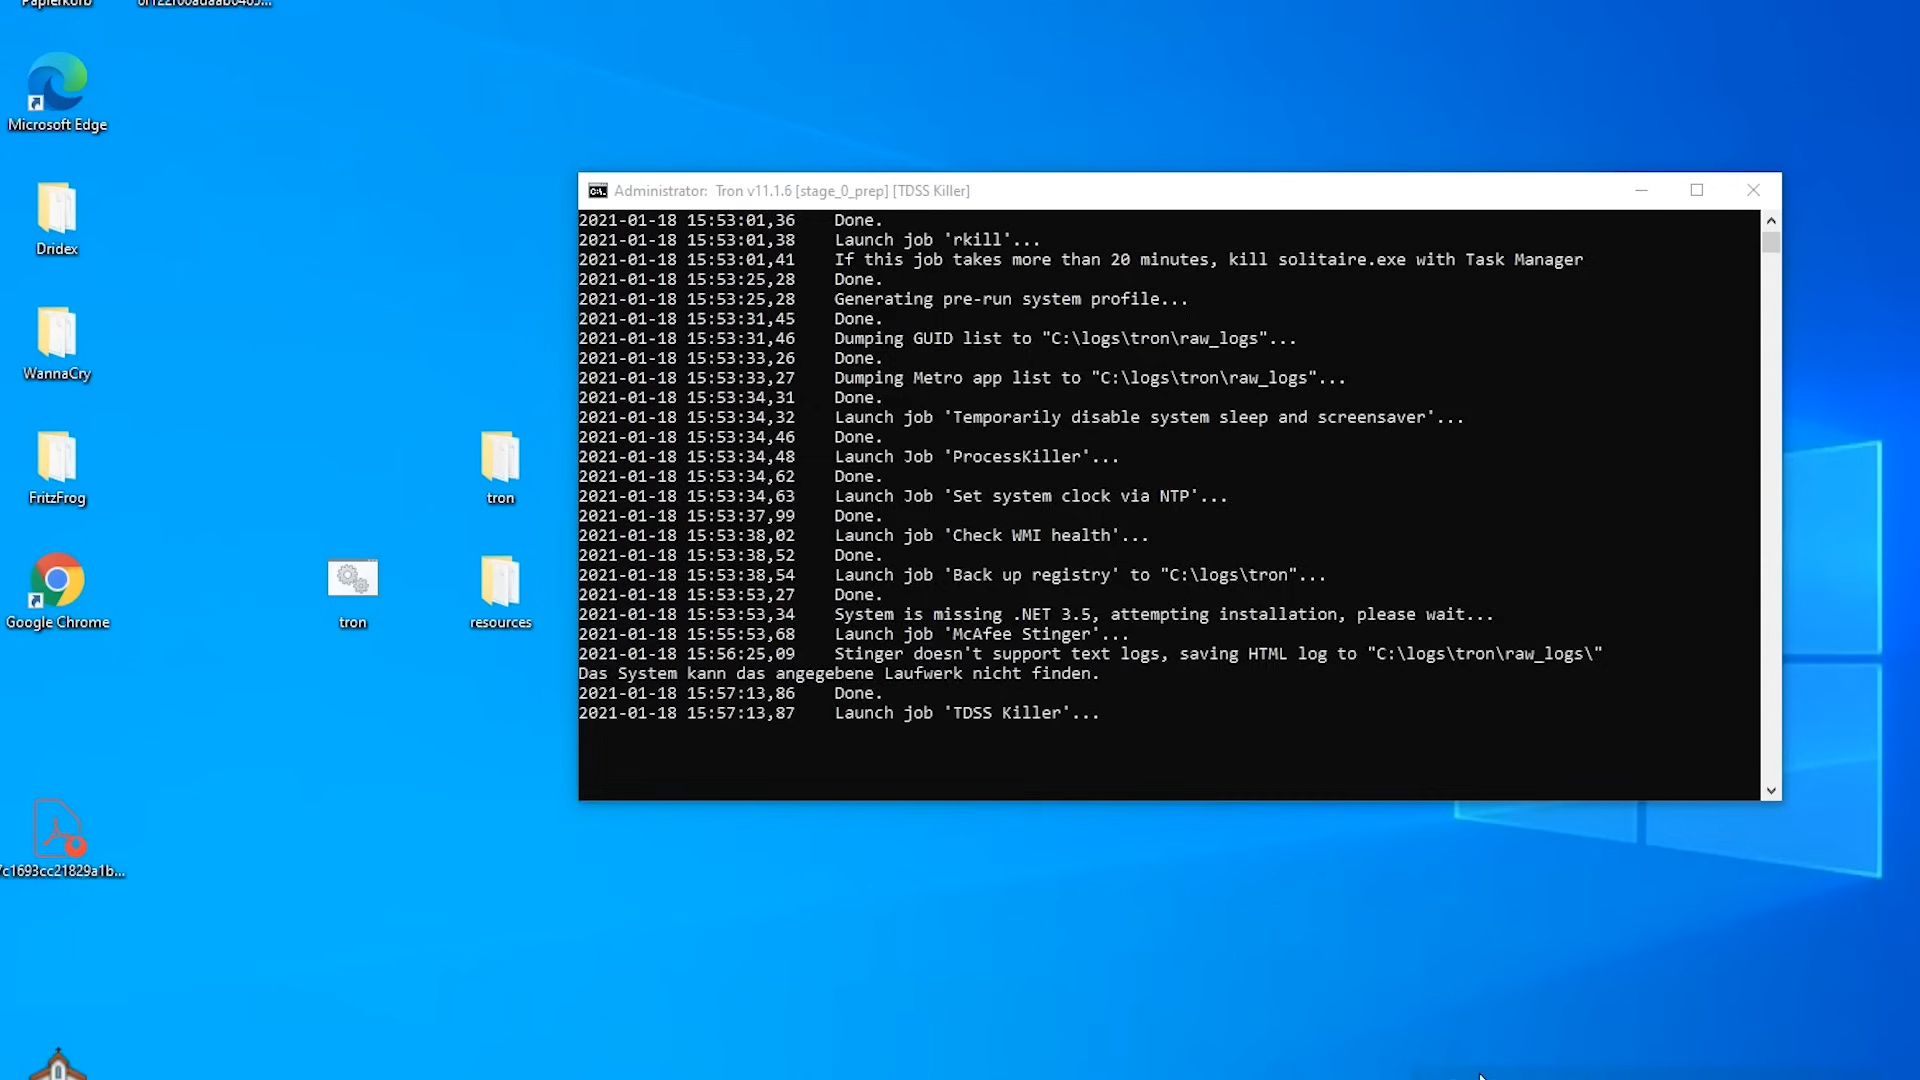 Papierkorb
Microsoft Edge
Dridex
WannaCry
FritzFrog
tron
Google Chrome
tron
resources
7c1693cc21829a1b...
Administrator:  Tron v11.1.6 [stage_0_prep] [TDSS Killer]
2021-01-18 15:53:01,36    Done.
2021-01-18 15:53:01,38    Launch job 'rkill'...
2021-01-18 15:53:01,41    If this job takes more than 20 minutes, kill solitaire.exe with Task Manager
2021-01-18 15:53:25,28    Done.
2021-01-18 15:53:25,28    Generating pre-run system profile...
2021-01-18 15:53:31,45    Done.
2021-01-18 15:53:31,46    Dumping GUID list to "C:\logs\tron\raw_logs"...
2021-01-18 15:53:33,26    Done.
2021-01-18 15:53:33,27    Dumping Metro app list to "C:\logs\tron\raw_logs"...
2021-01-18 15:53:34,31    Done.
2021-01-18 15:53:34,32    Launch job 'Temporarily disable system sleep and screensaver'...
2021-01-18 15:53:34,46    Done.
2021-01-18 15:53:34,48    Launch Job 'ProcessKiller'...
2021-01-18 15:53:34,62    Done.
2021-01-18 15:53:34,63    Launch Job 'Set system clock via NTP'...
2021-01-18 15:53:37,99    Done.
2021-01-18 15:53:38,02    Launch job 'Check WMI health'...
2021-01-18 15:53:38,52    Done.
2021-01-18 15:53:38,54    Launch job 'Back up registry' to "C:\logs\tron"...
2021-01-18 15:53:53,27    Done.
2021-01-18 15:53:53,34    System is missing .NET 3.5, attempting installation, please wait...
2021-01-18 15:55:53,68    Launch job 'McAfee Stinger'...
2021-01-18 15:56:25,09    Stinger doesn't support text logs, saving HTML log to "C:\logs\tron\raw_logs\"
Das System kann das angegebene Laufwerk nicht finden.
2021-01-18 15:57:13,86    Done.
2021-01-18 15:57:13,87    Launch job 'TDSS Killer'...